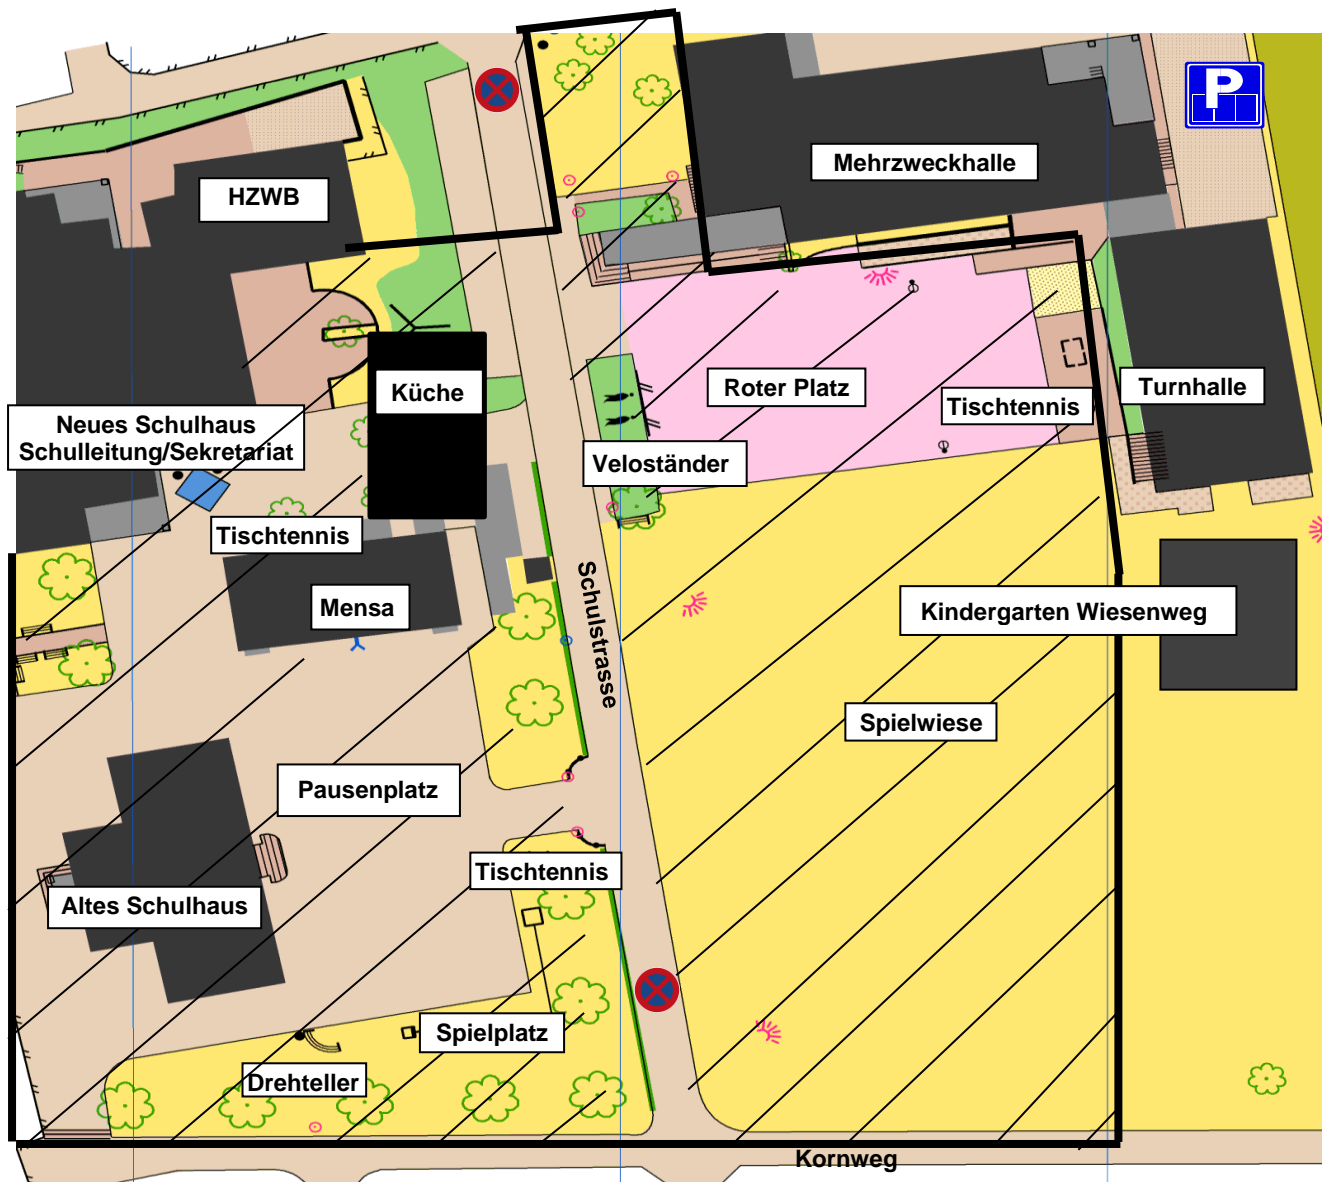 P
Mehrzweckhalle
HZWB
Küche
Roter Platz
Turnhalle
Tischtennis
Neues Schulhaus
Schulleitung/Sekretariat
Veloständer
Tischtennis
Mensa
Schulstrasse
Kindergarten Wiesenweg
Spielwiese
Pausenplatz
Tischtennis
Altes Schulhaus
Spielplatz
Drehteller
Kornweg